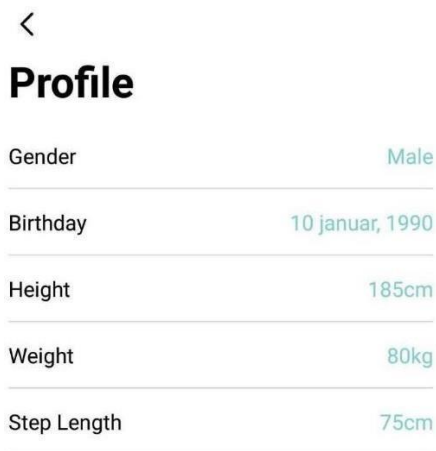 Profile
Gender Male
Birthday 10 januar, 1990
Height 185cm
Weight 80kg
Step Length 75cm